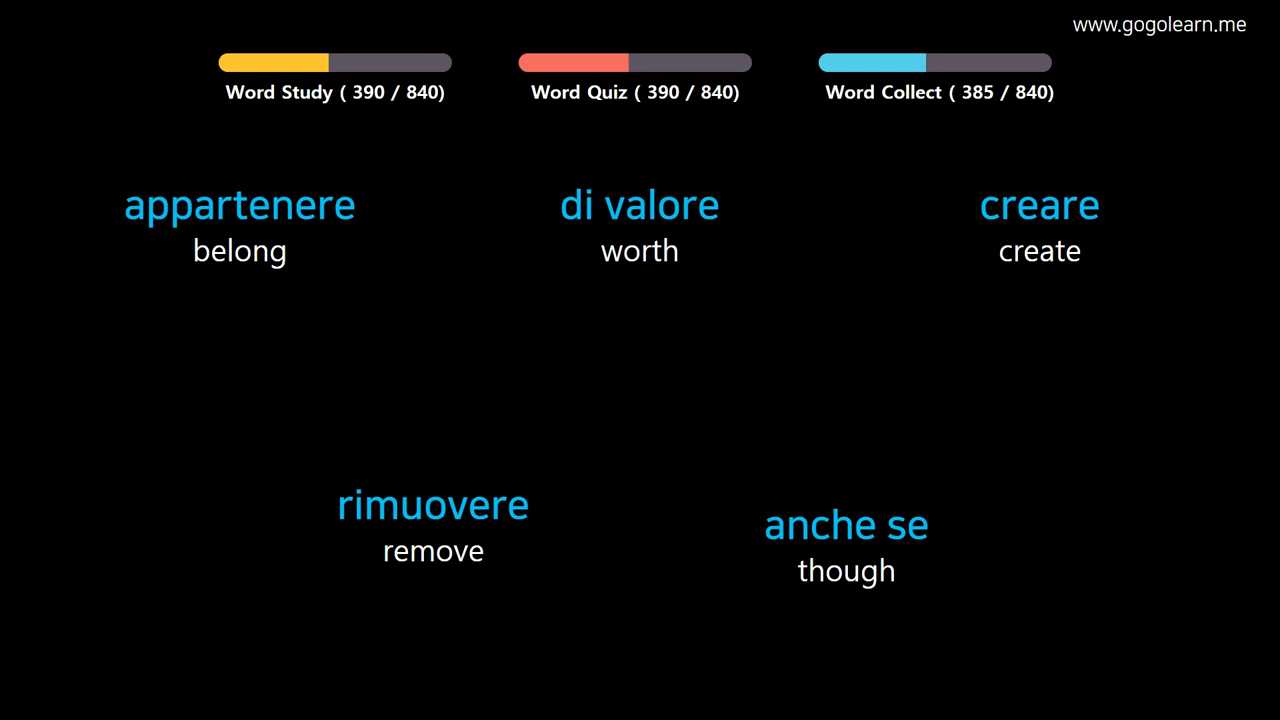 www.gogolearn.me
Word Study ( 390 / 840)
Word Quiz ( 390 / 840)
Word Collect ( 385 / 840)
appartenere
belong
di valore
worth
creare
create
rimuovere
remove
anche se
though